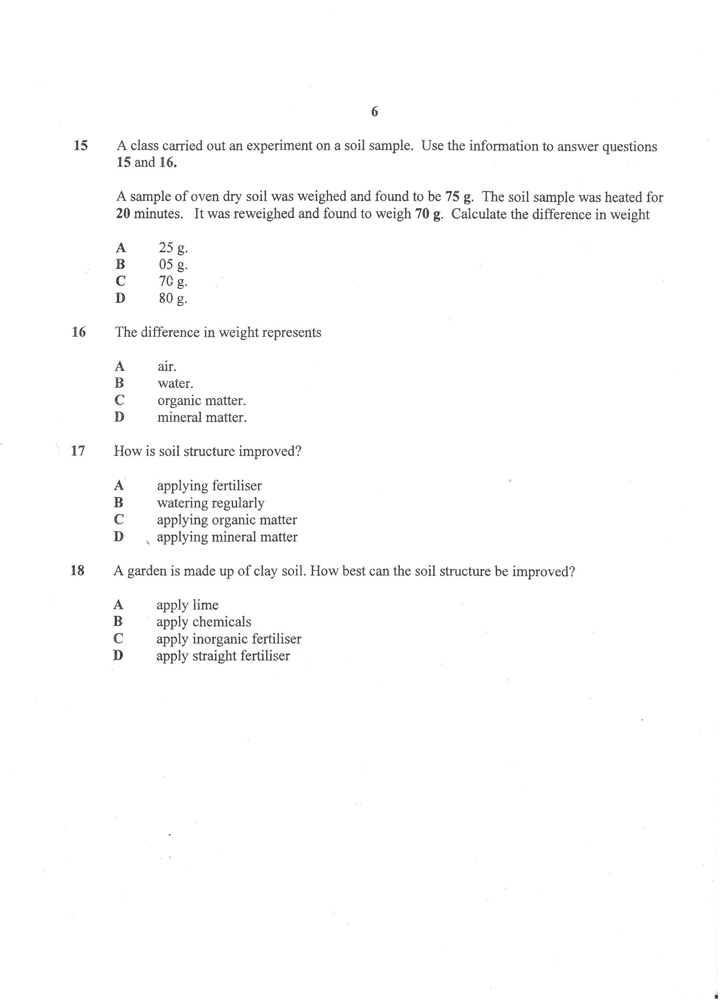 6
15 A class carried out an experiment on a soil sample. Use the information to answer questions
15 and 16.
A sample of oven dry soil was weighed and found to be 75 g. The soil sample was heated for
20 minutes. It was reweighed and found to weigh 70 g. Calculate the difference in weight
A 25 g.
B 05 g.
C 70 g.
D 80 g.
16 The difference in weight represents
A air.
B water.
C organic matter.
D mineral matter.
17 How is soil structure improved?
A applying fertiliser
B watering regularly
C applying organic matter
D applying mineral matter
18 A garden is made up of clay soil. How best can the soil structure be improved?
A apply lime
B apply chemicals
C apply inorganic fertiliser
D apply straight fertiliser